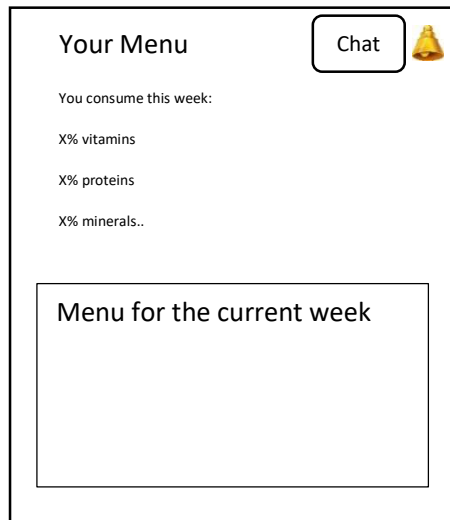 Your Menu
Chat
You consume this week:
X% vitamins
X% proteins
X% minerals..
Menu for the current week